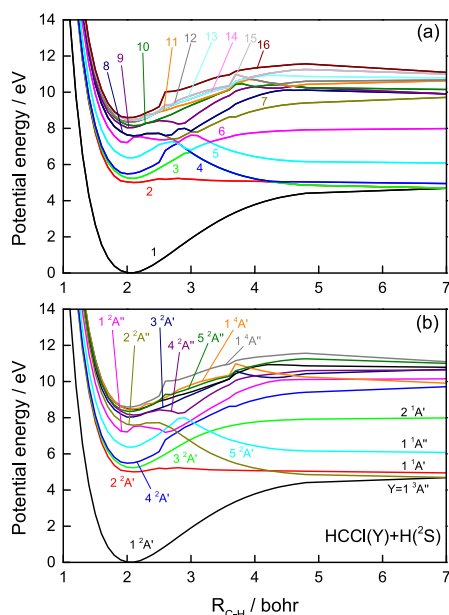 (a)
Potential energy / eV
14
12
10
8
6
4
2
0
8 9 10 11 12 13 14 15 16
7
6
5
4
3
2
1
1 2 3 4 5 6 7
(b)
Potential energy / eV
14
12
10
8
6
4
2
0
1 ²A" 2 ²A" 3 ²A' 4 ²A" 5 ²A" 1 ⁴A' 1 ⁴A"
2 ¹A'
1 ¹A"
1 ¹A'
Y=1 ³A"
5 ²A'
3 ²A'
2 ²A'
4 ²A'
1 ²A'
HCCl(Y)+H(²S)
1 2 3 4 5 6 7
R_C-H / bohr